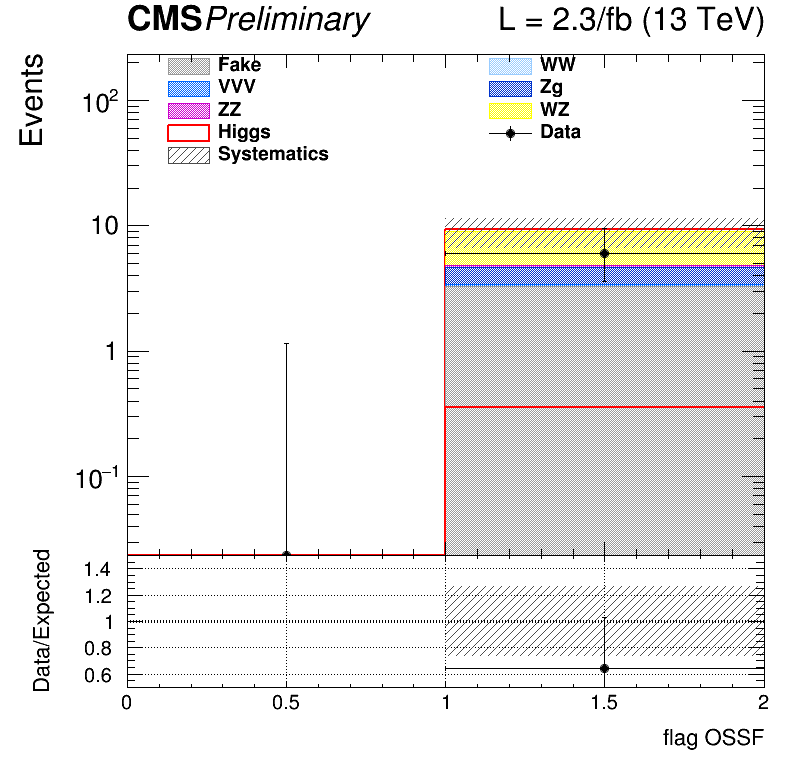 CMS Preliminary L = 2.3/fb (13 TeV)
Events
Fake WW
VVV Zg
ZZ WZ
Higgs Data
Systematics
10²
10
1
10⁻¹
Data/Expected
1.4
1.2
1
0.8
0.6
0 0.5 1 1.5 2
flag OSSF